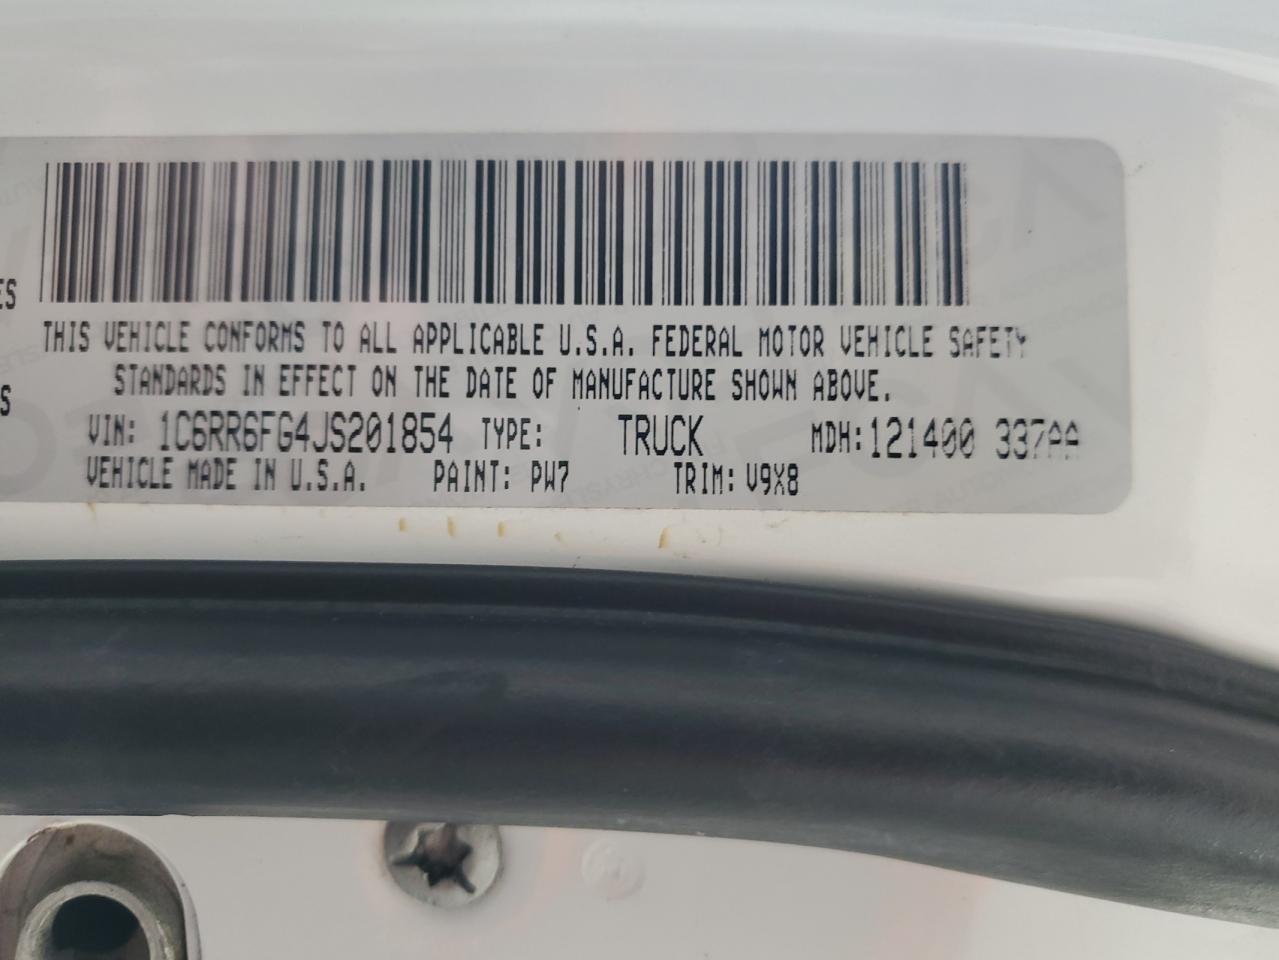 ES
THIS VEHICLE CONFORMS TO ALL APPLICABLE U.S.A. FEDERAL MOTOR VEHICLE SAFETY
STANDARDS IN EFFECT ON THE DATE OF MANUFACTURE SHOWN ABOVE.
S
VIN: 1C6RR6FG4JS201854 TYPE: TRUCK MDH:121400 337AA
VEHICLE MADE IN U.S.A. PAINT: PW7 TRIM: V9X8